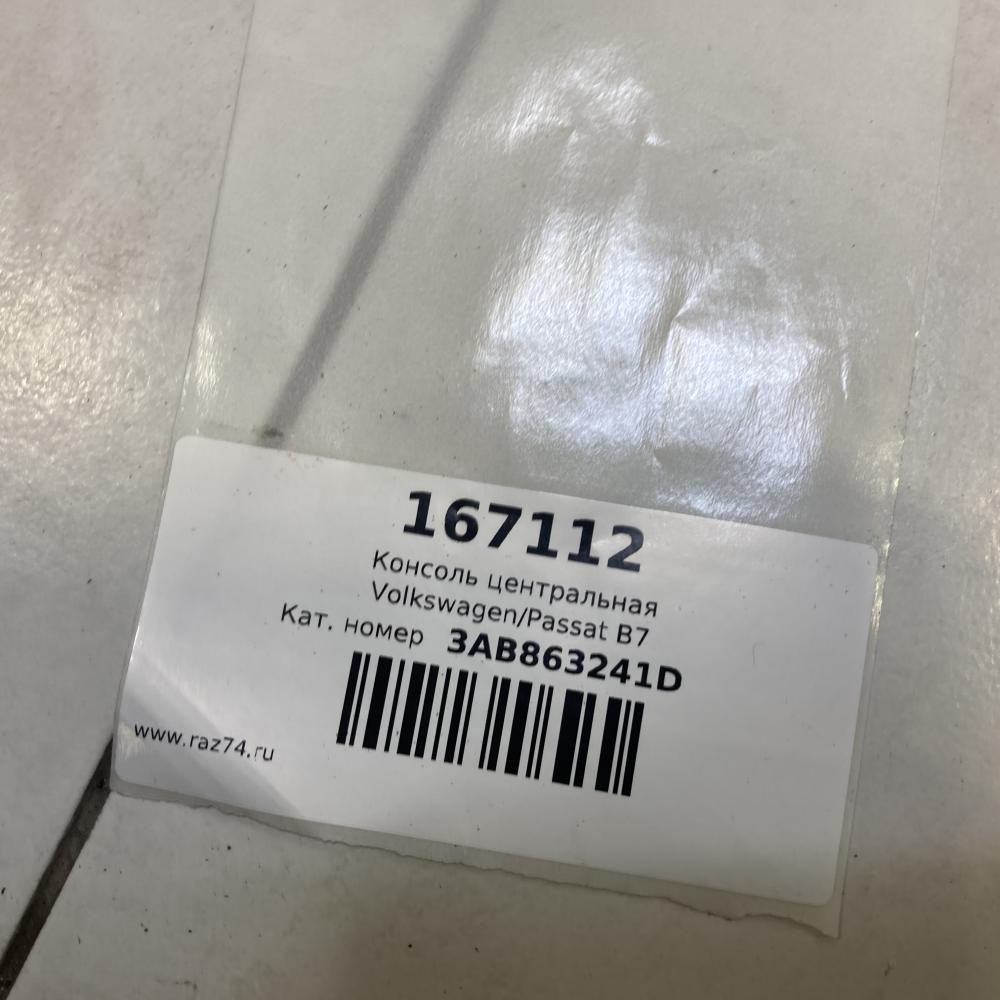 167112
Консоль центральная
Volkswagen/Passat B7
Кат. номер 3AB863241D
www.raz74.ru